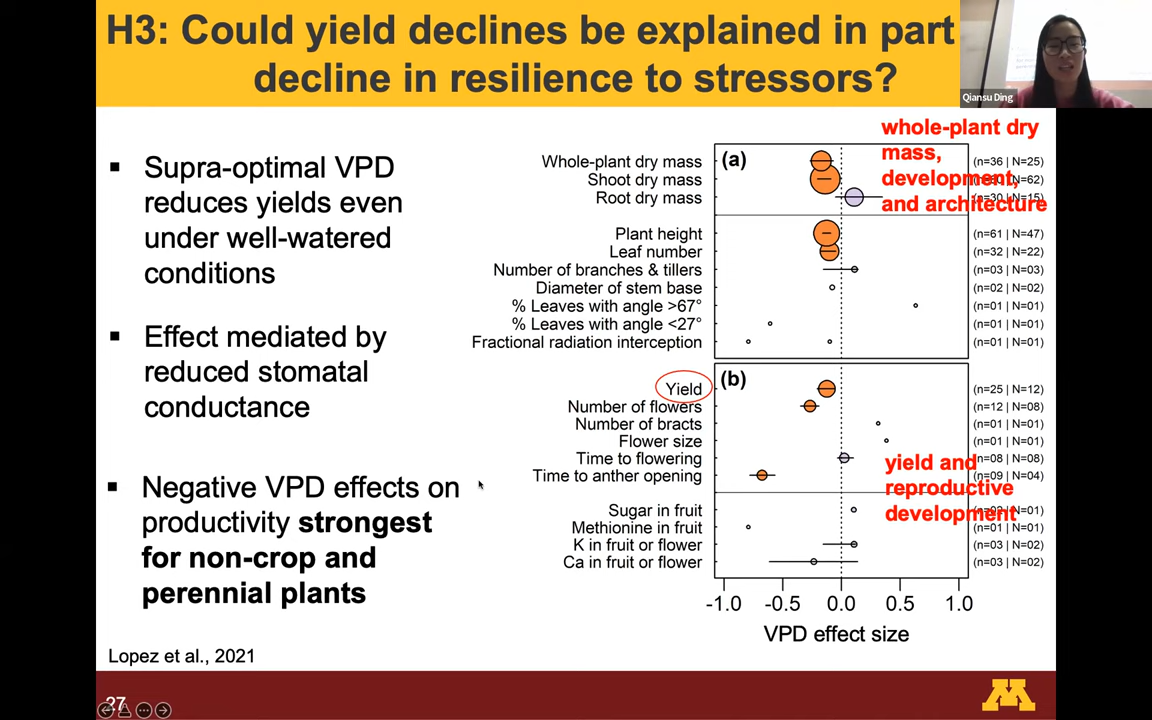 H3: Could yield declines be explained in part
decline in resilience to stressors?
Qiansu Ding
▪ Supra-optimal VPD
reduces yields even
under well-watered
conditions
▪ Effect mediated by
reduced stomatal
conductance
▪ Negative VPD effects on
productivity strongest
for non-crop and
perennial plants
Lopez et al., 2021
27
(a)
whole-plant dry
mass,
development,
and architecture
Whole-plant dry mass (n=36 | N=25)
Shoot dry mass N=62)
Root dry mass (n=30 | N=15)
Plant height (n=61 | N=47)
Leaf number (n=32 | N=22)
Number of branches & tillers (n=03 | N=03)
Diameter of stem base (n=02 | N=02)
% Leaves with angle >67° (n=01 | N=01)
% Leaves with angle <27° (n=01 | N=01)
Fractional radiation interception (n=01 | N=01)
(b)
Yield (n=25 | N=12)
Number of flowers (n=12 | N=08)
Number of bracts (n=01 | N=01)
Flower size (n=01 | N=01)
Time to flowering (n=08 | N=08)
Time to anther opening (n=09 | N=04)
yield and
reproductive
development
Sugar in fruit N=01)
Methionine in fruit (n=01 | N=01)
K in fruit or flower (n=03 | N=02)
Ca in fruit or flower (n=03 | N=02)
-1.0 -0.5 0.0 0.5 1.0
VPD effect size
M